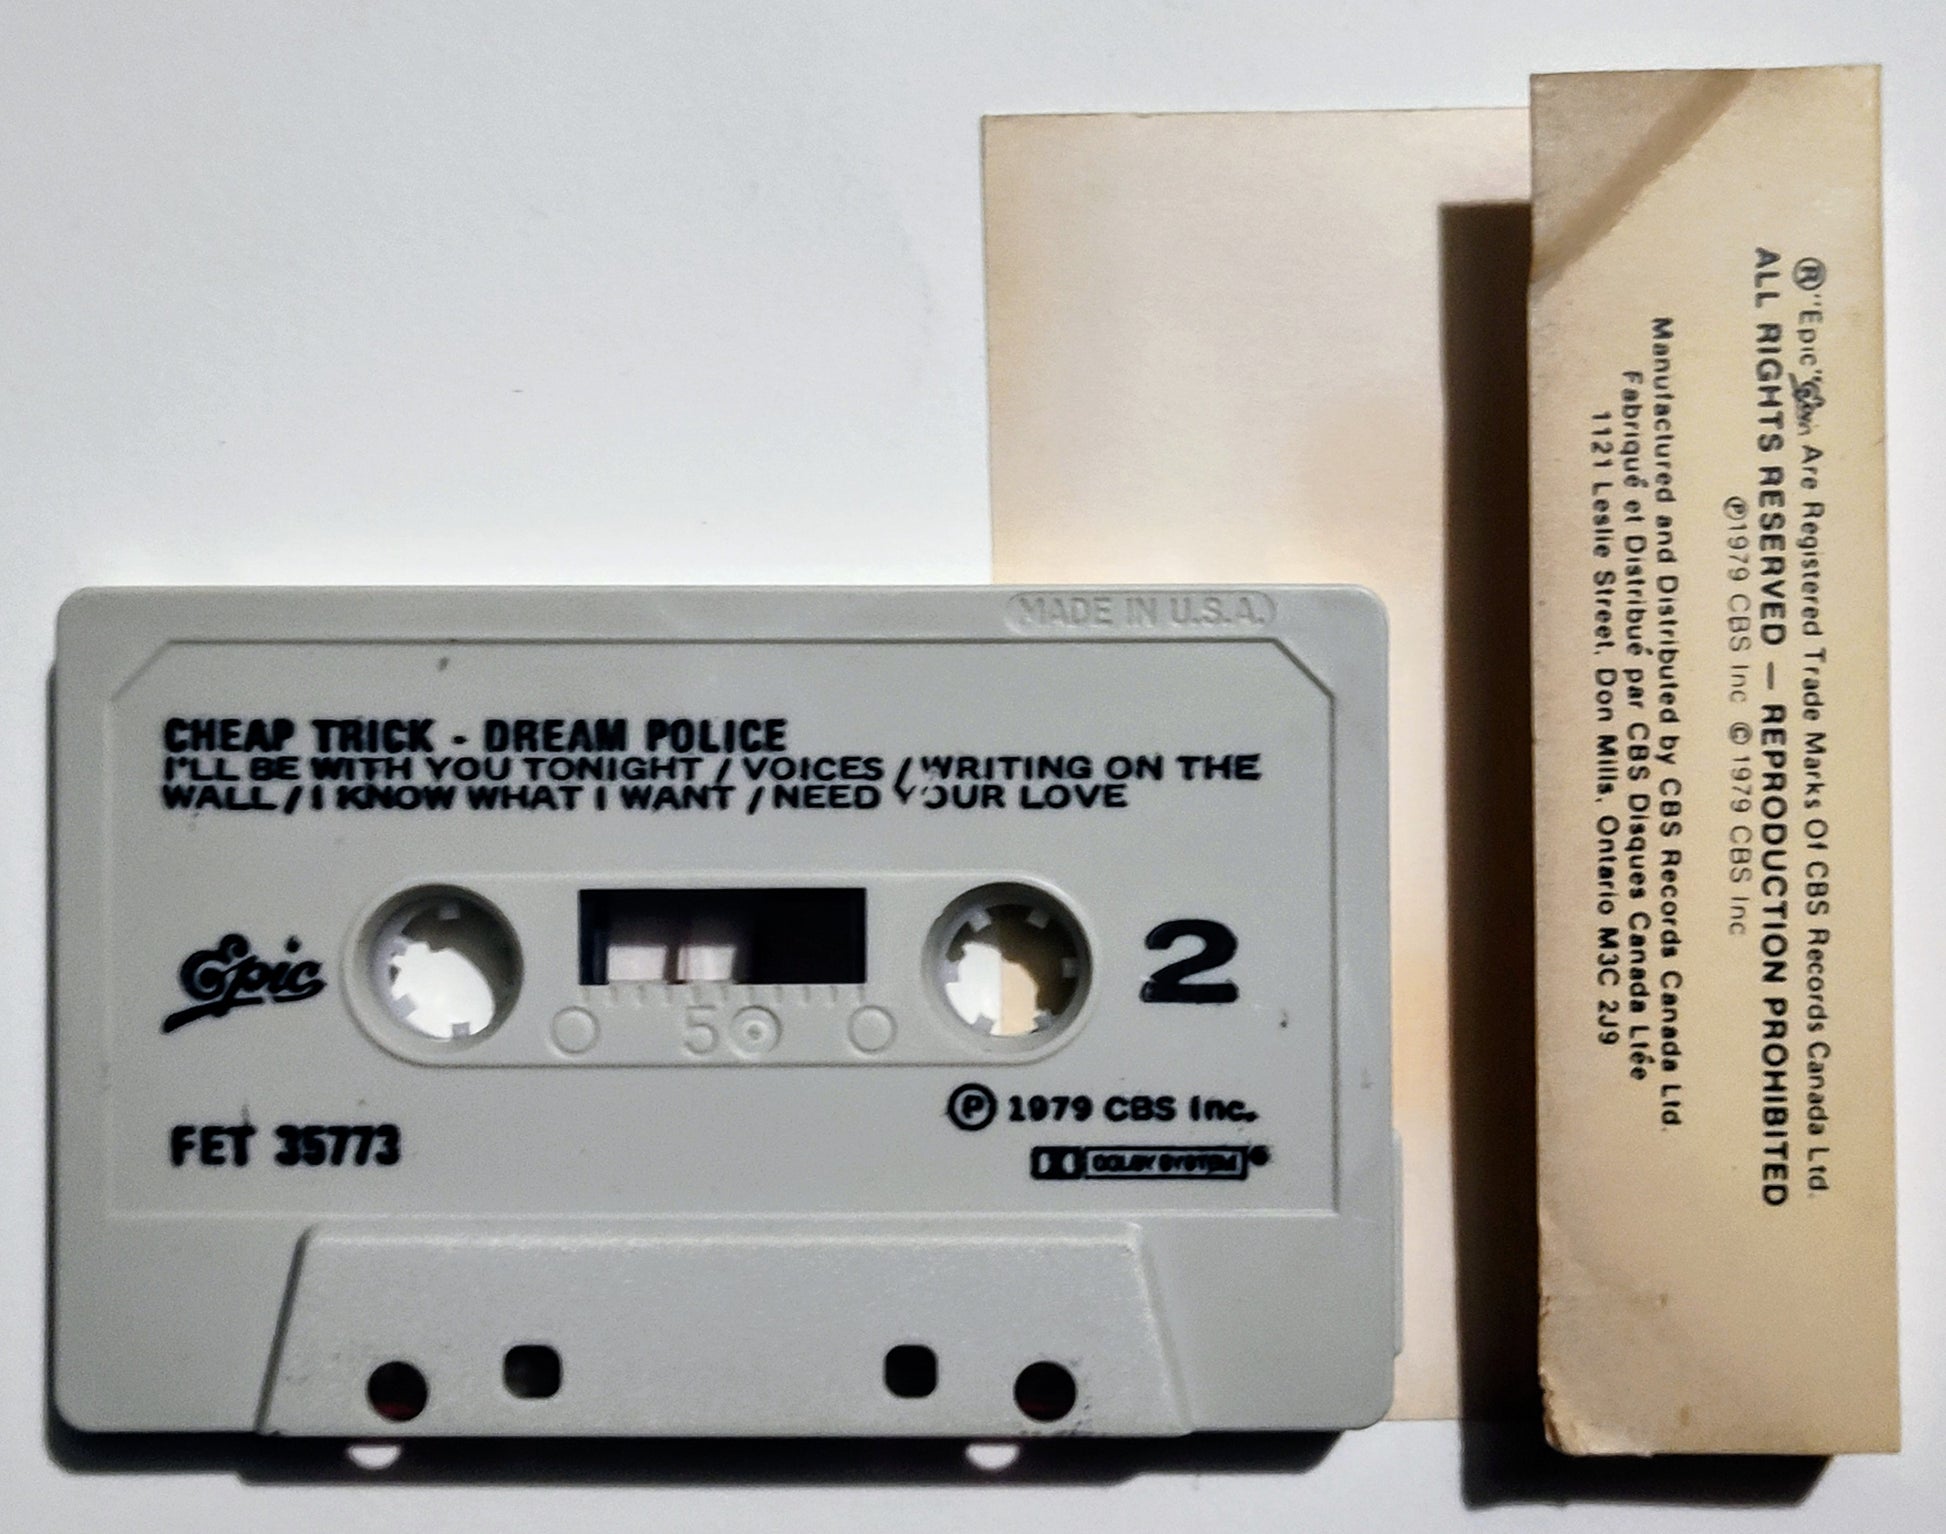 MADE IN U.S.A.
CHEAP TRICK - DREAM POLICE
I'LL BE WITH YOU TONIGHT / VOICES / WRITING ON THE
WALL / I KNOW WHAT I WANT / NEED YOUR LOVE
Epic
2
50
FET 35773
Ⓟ 1979 CBS Inc.
DOLBY SYSTEM®
®"Epic" Epic Are Registered Trade Marks Of CBS Records Canada Ltd.
ALL RIGHTS RESERVED — REPRODUCTION PROHIBITED
Ⓟ1979 CBS Inc © 1979 CBS Inc
Manufactured and Distributed by CBS Records Canada Ltd.
Fabriqué et Distribué par CBS Disques Canada Ltée
1121 Leslie Street, Don Mills, Ontario M3C 2J9